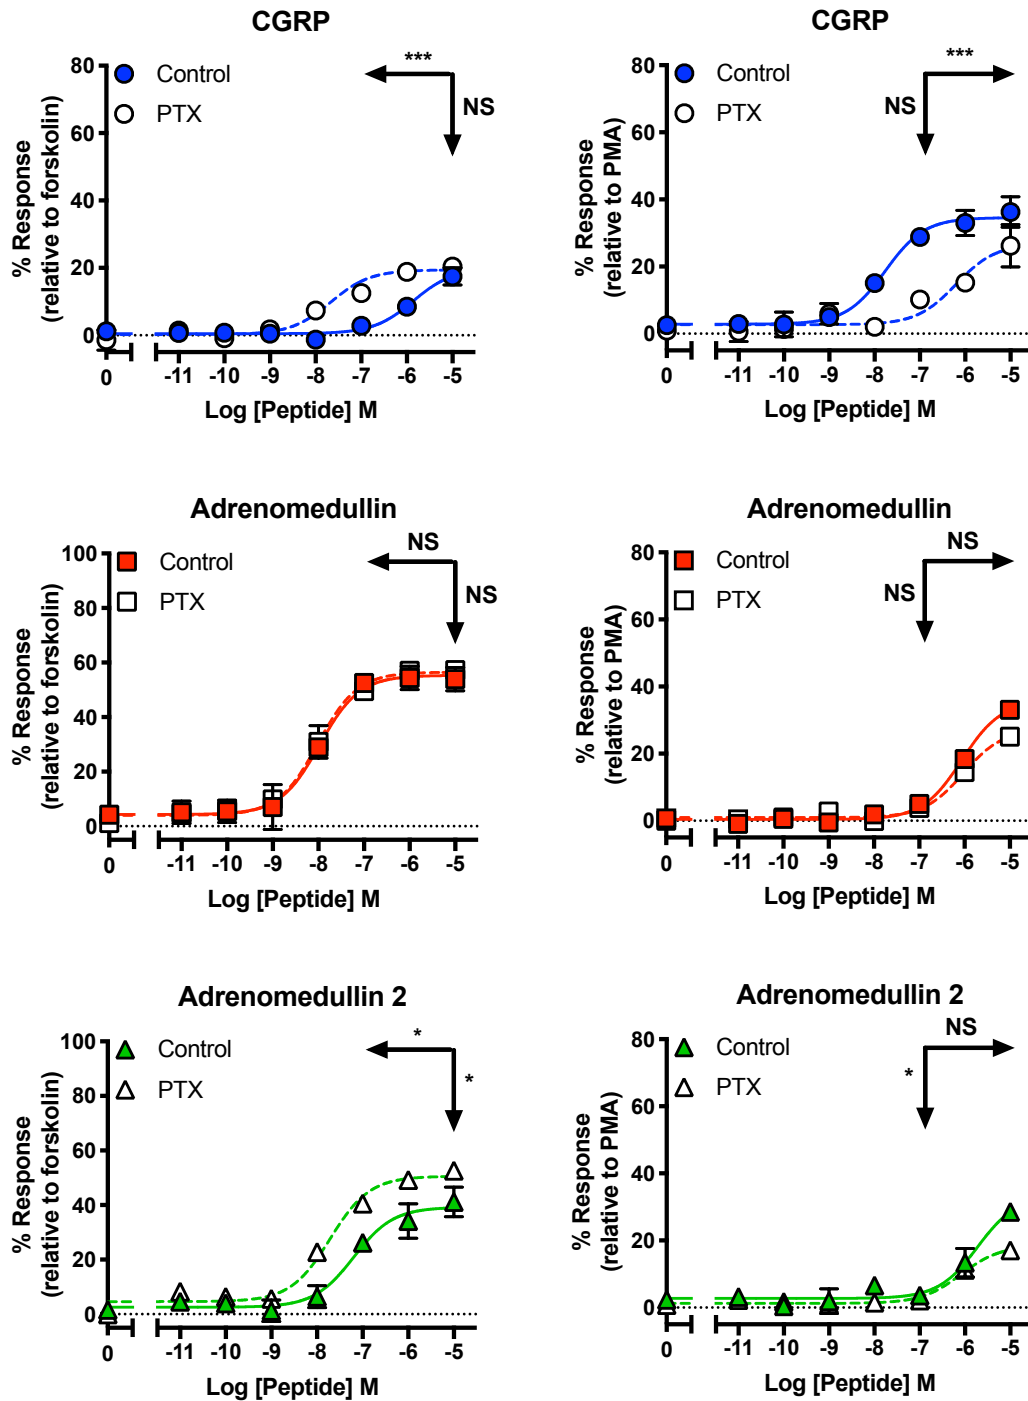 CGRP
80
60
40
20
0
% Response
(relative to forskolin)
Control
PTX
***
NS
0
-11
-10
-9
-8
-7
-6
-5
Log [Peptide] M
CGRP
80
60
40
20
0
% Response
(relative to PMA)
Control
PTX
***
NS
0
-11
-10
-9
-8
-7
-6
-5
Log [Peptide] M
Adrenomedullin
100
80
60
40
20
0
% Response
(relative to forskolin)
Control
PTX
NS
NS
0
-11
-10
-9
-8
-7
-6
-5
Log [Peptide] M
Adrenomedullin
80
60
40
20
0
% Response
(relative to PMA)
Control
PTX
NS
NS
0
-11
-10
-9
-8
-7
-6
-5
Log [Peptide] M
Adrenomedullin 2
100
80
60
40
20
0
% Response
(relative to forskolin)
Control
PTX
*
*
0
-11
-10
-9
-8
-7
-6
-5
Log [Peptide] M
Adrenomedullin 2
80
60
40
20
0
% Response
(relative to PMA)
Control
PTX
NS
*
0
-11
-10
-9
-8
-7
-6
-5
Log [Peptide] M